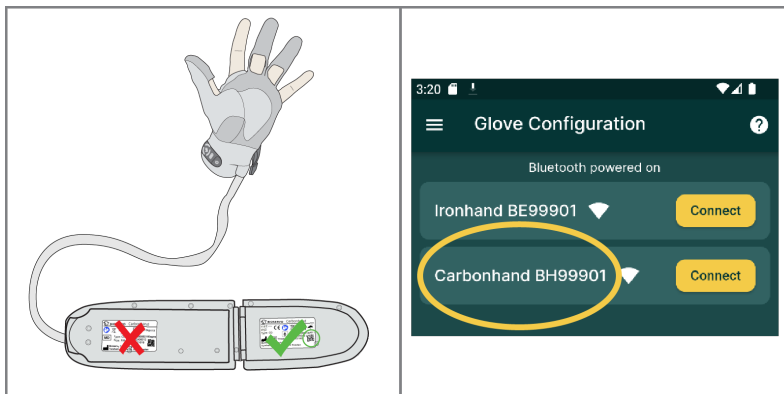 3:20
Glove Configuration
?
Bluetooth powered on
Ironhand BE99901
Connect
Carbonhand BH99901
Connect